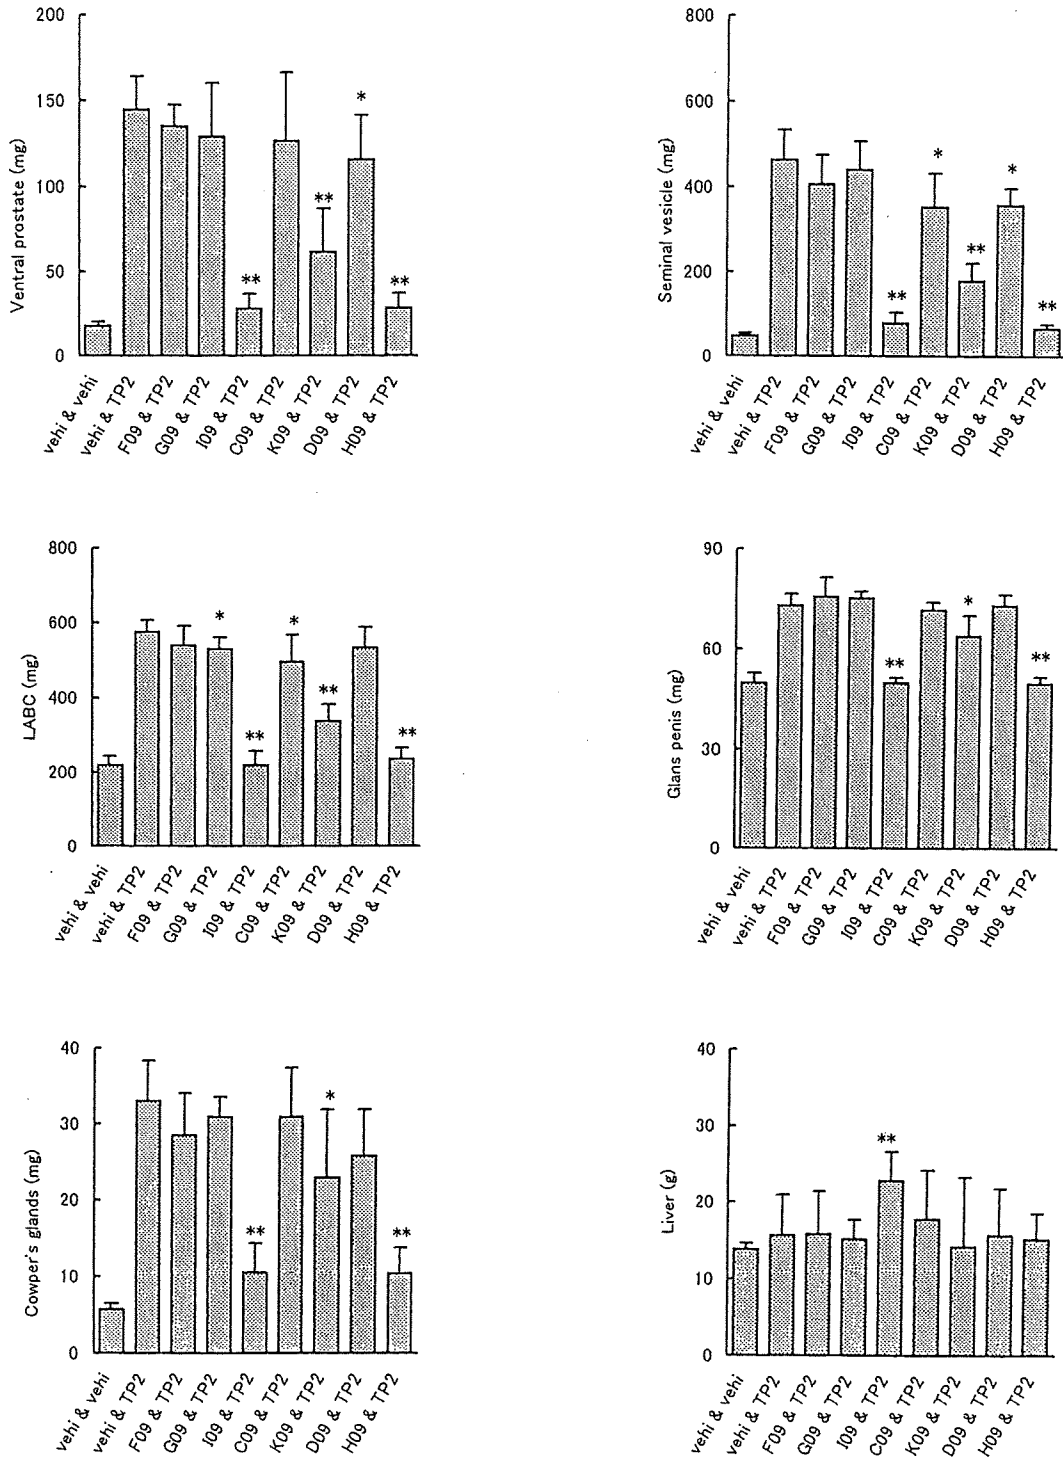 Ventral prostate (mg)
200
150
100
50
0
** * ** * **
vehi & vehi
vehi & TP2
F09 & TP2
G09 & TP2
I09 & TP2
C09 & TP2
K09 & TP2
D09 & TP2
H09 & TP2
Seminal vesicle (mg)
800
600
400
200
0
** * ** * **
vehi & vehi
vehi & TP2
F09 & TP2
G09 & TP2
I09 & TP2
C09 & TP2
K09 & TP2
D09 & TP2
H09 & TP2
LABC (mg)
800
600
400
200
0
* ** * ** **
vehi & vehi
vehi & TP2
F09 & TP2
G09 & TP2
I09 & TP2
C09 & TP2
K09 & TP2
D09 & TP2
H09 & TP2
Glans penis (mg)
90
60
30
0
** * **
vehi & vehi
vehi & TP2
F09 & TP2
G09 & TP2
I09 & TP2
C09 & TP2
K09 & TP2
D09 & TP2
H09 & TP2
Cowper's glands (mg)
40
30
20
10
0
** * **
vehi & vehi
vehi & TP2
F09 & TP2
G09 & TP2
I09 & TP2
C09 & TP2
K09 & TP2
D09 & TP2
H09 & TP2
Liver (g)
40
30
20
10
0
**
vehi & vehi
vehi & TP2
F09 & TP2
G09 & TP2
I09 & TP2
C09 & TP2
K09 & TP2
D09 & TP2
H09 & TP2